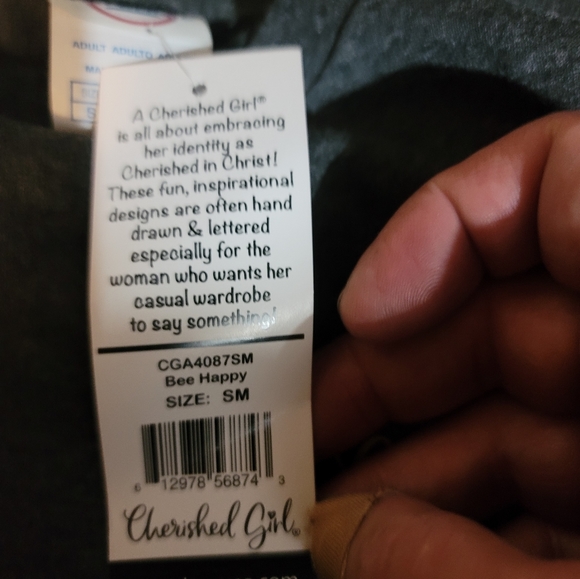 ADULT ADULTO
A Cherished Girl®
is all about embracing
her identity as
Cherished in Christ!
These fun, inspirational
designs are often hand
drawn & lettered
especially for the
woman who wants her
casual wardrobe
to say something!
CGA4087SM
Bee Happy
SIZE: SM
6 12978 56874 3
Cherished Girl®